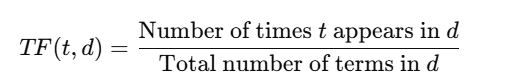 TF(t, d) = Number of times t appears in d / Total number of terms in d